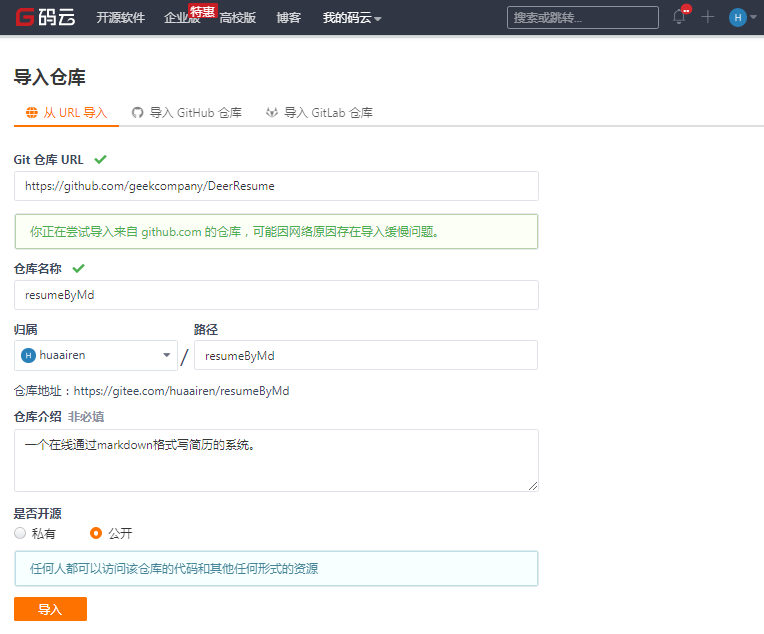 G码云 开源软件 企业版 特惠 高校版 博客 我的码云 搜索或跳转... H
导入仓库
从 URL 导入 导入 GitHub 仓库 导入 GitLab 仓库
Git 仓库 URL
https://github.com/geekcompany/DeerResume
你正在尝试导入来自 github.com 的仓库，可能因网络原因存在导入缓慢问题。
仓库名称
resumeByMd
归属 路径
H huaairen / resumeByMd
仓库地址：https://gitee.com/huaairen/resumeByMd
仓库介绍 非必填
一个在线通过markdown格式写简历的系统。
是否开源
私有 公开
任何人都可以访问该仓库的代码和其他任何形式的资源
导入